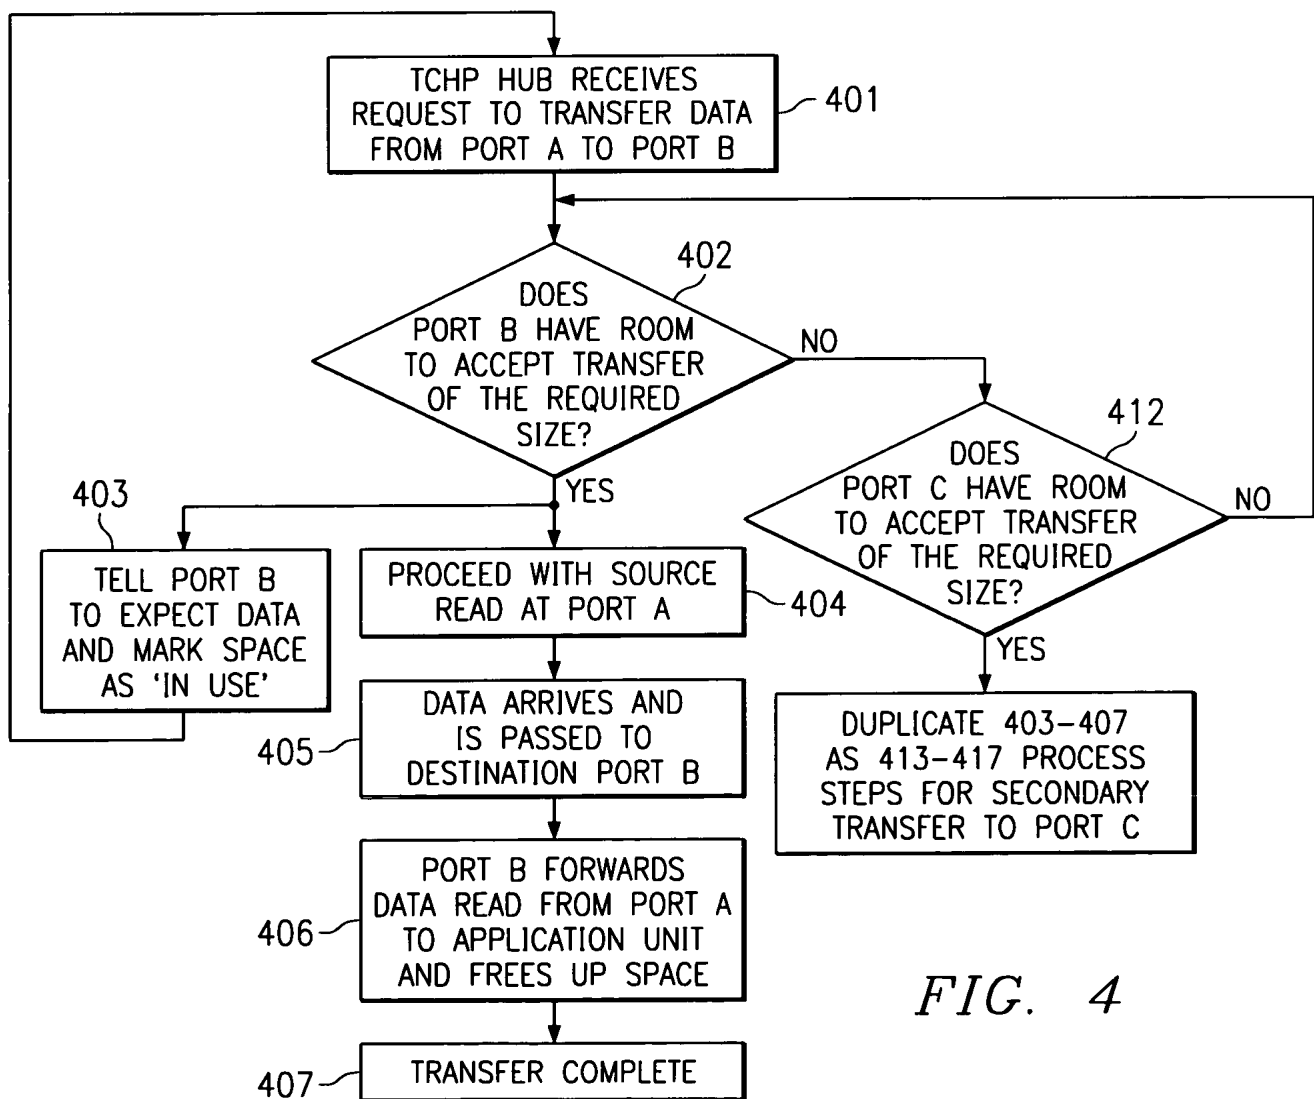 TCHP HUB RECEIVES
REQUEST TO TRANSFER DATA
FROM PORT A TO PORT B
401
402
DOES
PORT B HAVE ROOM
TO ACCEPT TRANSFER
OF THE REQUIRED
SIZE?
NO
YES
412
DOES
PORT C HAVE ROOM
TO ACCEPT TRANSFER
OF THE REQUIRED
SIZE?
NO
YES
403
TELL PORT B
TO EXPECT DATA
AND MARK SPACE
AS ‘IN USE’
PROCEED WITH SOURCE
READ AT PORT A
404
DATA ARRIVES AND
IS PASSED TO
DESTINATION PORT B
405
DUPLICATE 403–407
AS 413–417 PROCESS
STEPS FOR SECONDARY
TRANSFER TO PORT C
PORT B FORWARDS
DATA READ FROM PORT A
TO APPLICATION UNIT
AND FREES UP SPACE
406
TRANSFER COMPLETE
407
FIG. 4